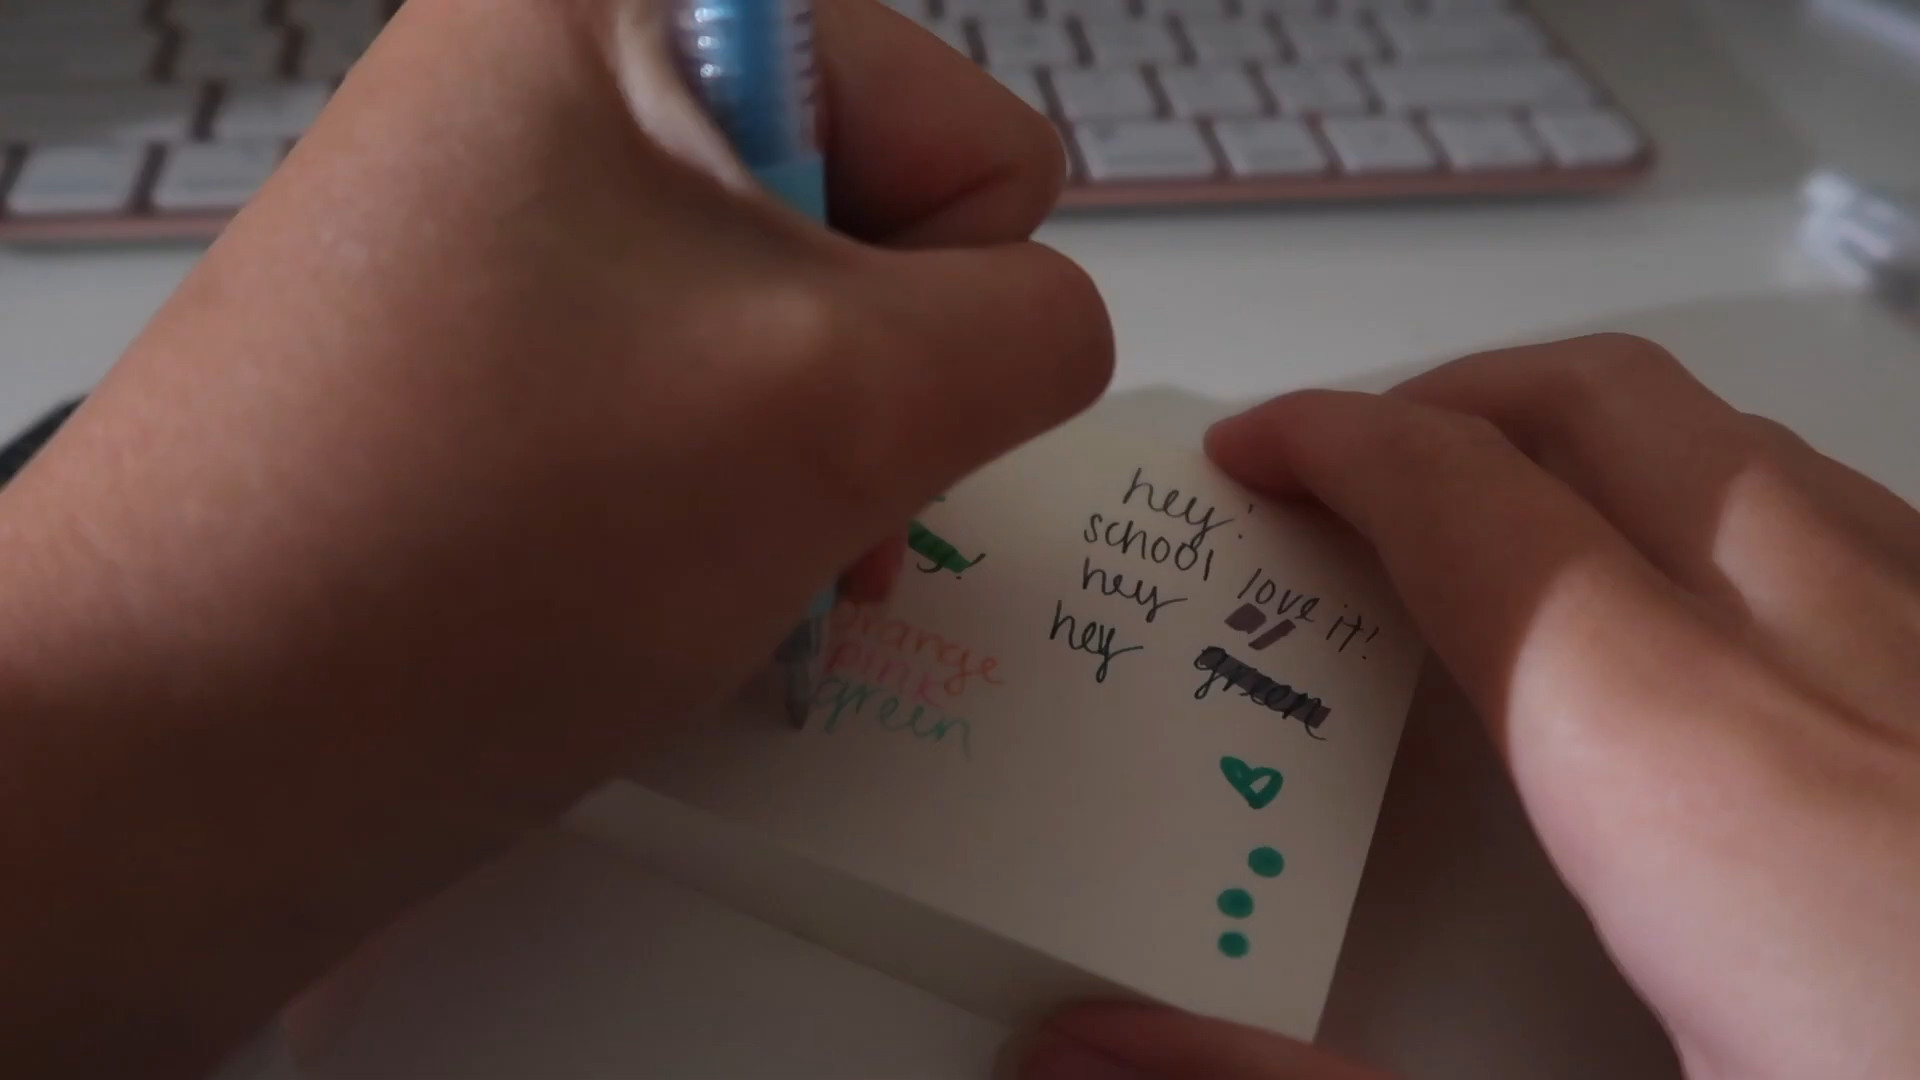 hey!
school
hey
love it!
hey
green
orange
pink
green